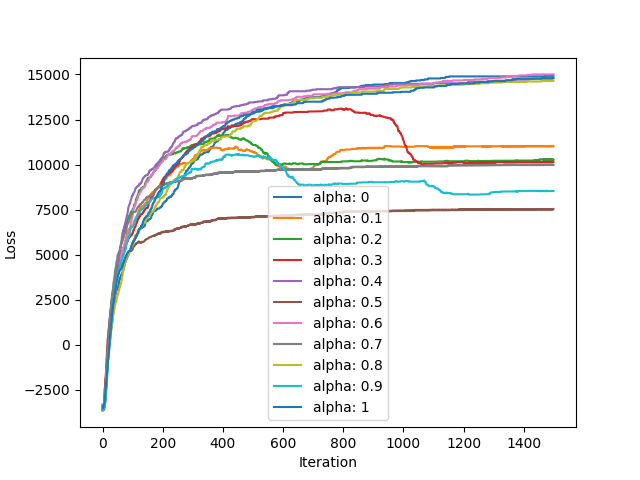 15000
12500
10000
7500
5000
2500
0
−2500
Loss
0 200 400 600 800 1000 1200 1400
Iteration
alpha: 0
alpha: 0.1
alpha: 0.2
alpha: 0.3
alpha: 0.4
alpha: 0.5
alpha: 0.6
alpha: 0.7
alpha: 0.8
alpha: 0.9
alpha: 1